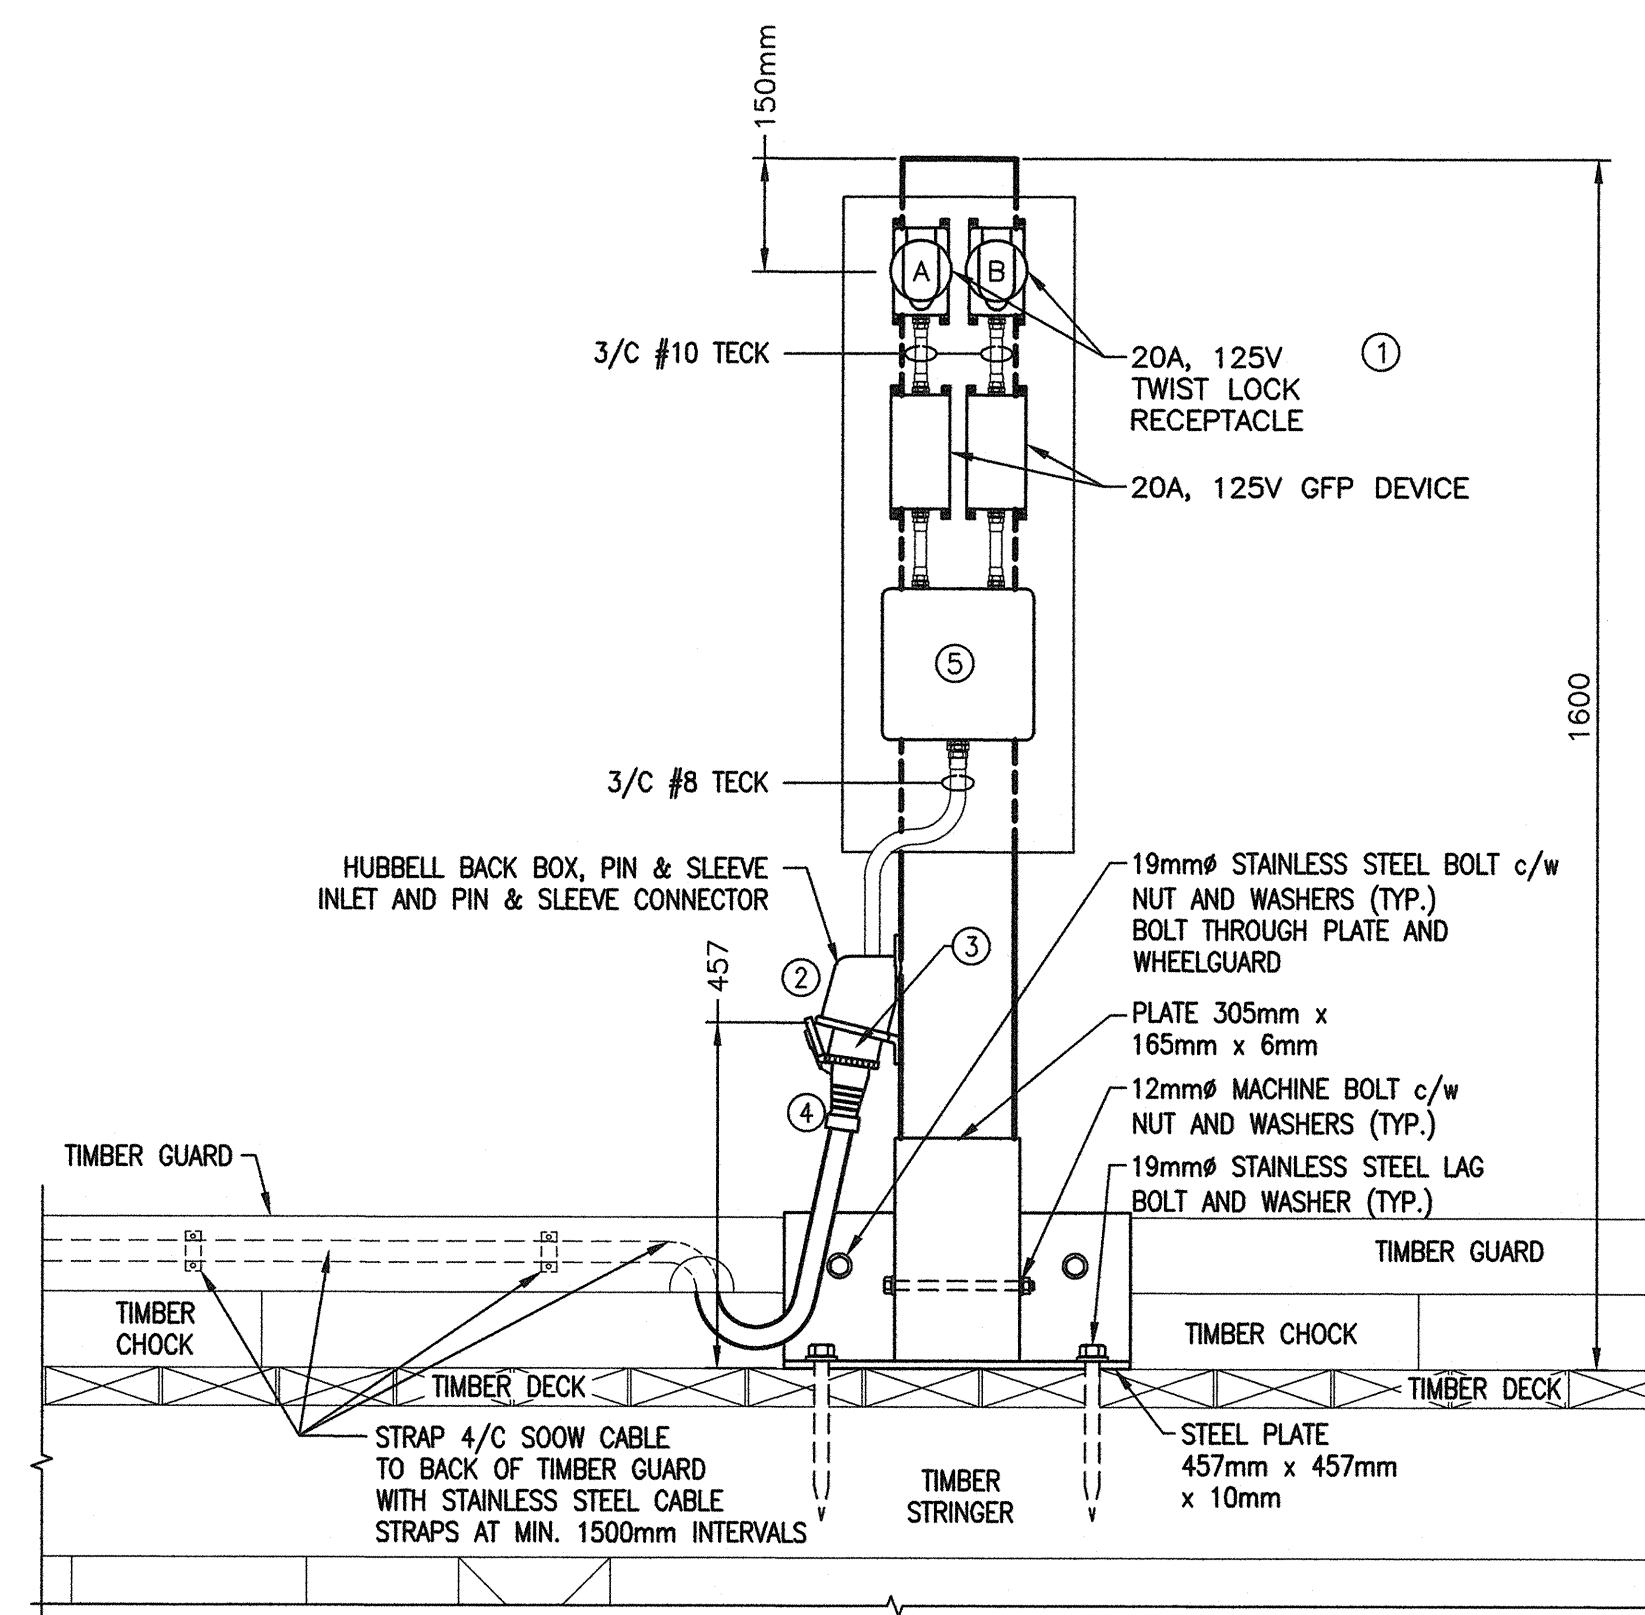 150mm
A
B
3/C #10 TECK
20A, 125V
TWIST LOCK
RECEPTACLE
1
20A, 125V GFP DEVICE
5
1600
3/C #8 TECK
HUBBELL BACK BOX, PIN & SLEEVE
INLET AND PIN & SLEEVE CONNECTOR
19mmø STAINLESS STEEL BOLT c/w
NUT AND WASHERS (TYP.)
BOLT THROUGH PLATE AND
WHEELGUARD
457
2
3
PLATE 305mm x
165mm x 6mm
4
12mmø MACHINE BOLT c/w
NUT AND WASHERS (TYP.)
TIMBER GUARD
19mmø STAINLESS STEEL LAG
BOLT AND WASHER (TYP.)
TIMBER GUARD
TIMBER
CHOCK
TIMBER CHOCK
TIMBER DECK
TIMBER DECK
STRAP 4/C SOOW CABLE
TO BACK OF TIMBER GUARD
WITH STAINLESS STEEL CABLE
STRAPS AT MIN. 1500mm INTERVALS
TIMBER
STRINGER
STEEL PLATE
457mm x 457mm
x 10mm